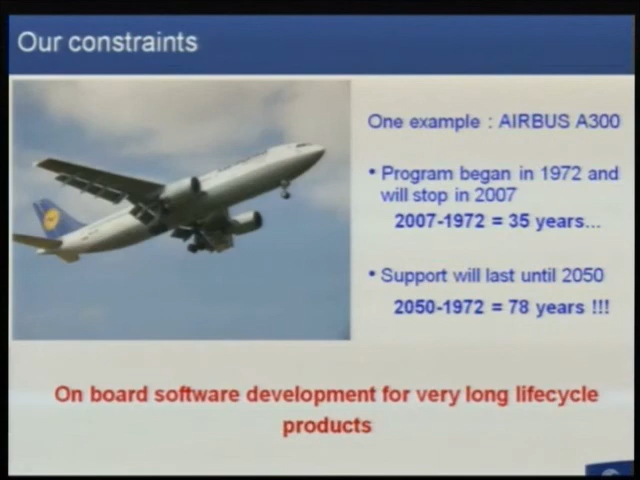 Our constraints
One example : AIRBUS A300
• Program began in 1972 and
will stop in 2007
2007-1972 = 35 years...
• Support will last until 2050
2050-1972 = 78 years !!!
On board software development for very long lifecycle
products